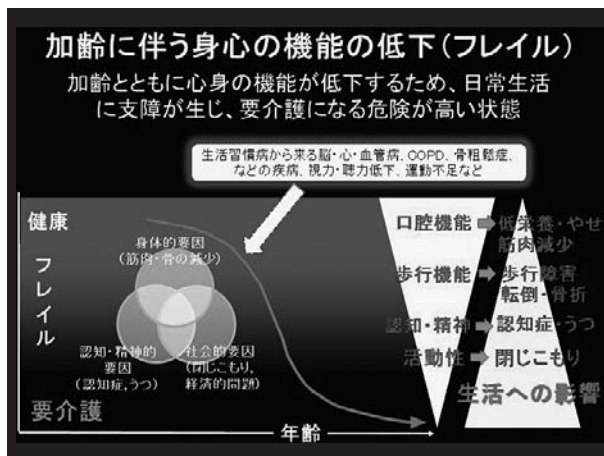 加齢に伴う身心の機能の低下(フレイル)
加齢とともに心身の機能が低下するため、日常生活
に支障が生じ、要介護になる危険が高い状態
生活習慣病から来る脳・心・血管病、COPD、骨粗鬆症、
などの疾病、視力・聴力低下、運動不足など
健康
フレイル
要介護
身体的要因
(筋肉・骨の減少)
認知・精神的
要因
(認知症,うつ)
社会的要因
(閉じこもり,
経済的問題)
口腔機能➡低栄養・やせ
筋肉減少
歩行機能➡歩行障害
転倒・骨折
認知・精神➡認知症・うつ
活動性➡閉じこもり
生活への影響
年齢